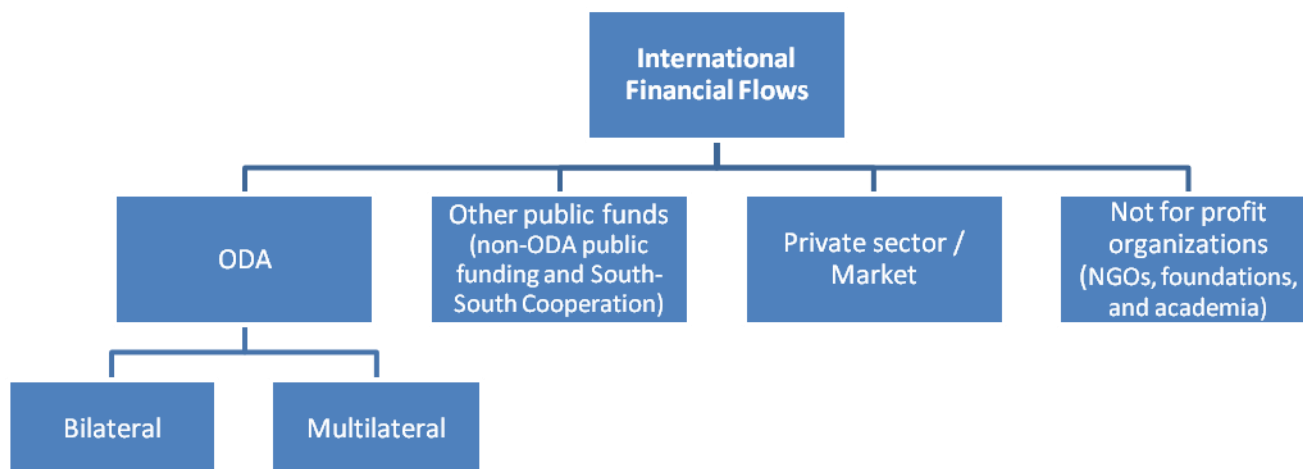 International
Financial Flows
ODA
Other public funds
(non-ODA public
funding and South-
South Cooperation)
Private sector /
Market
Not for profit
organizations
(NGOs, foundations,
and academia)
Bilateral
Multilateral